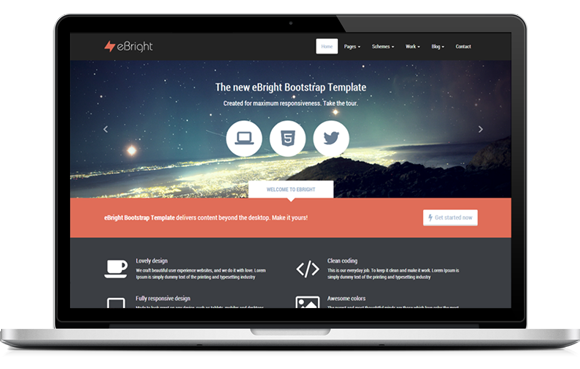 eBright
Home Pages Schemes Work Blog Contact
The new eBright Bootstrap Template
Created for maximum responsiveness. Take the tour.
WELCOME TO EBRIGHT
eBright Bootstrap Template delivers content beyond the desktop. Make it yours!
Get started now
Lovely design
We craft beautiful user experience websites, and we do it with love. Lorem
Ipsum is simply dummy text of the printing and typesetting industry
Clean coding
This is our everyday job. To keep it clean and make it work. Lorem Ipsum is
simply dummy text of the printing and typesetting industry
Fully responsive design
Awesome colors